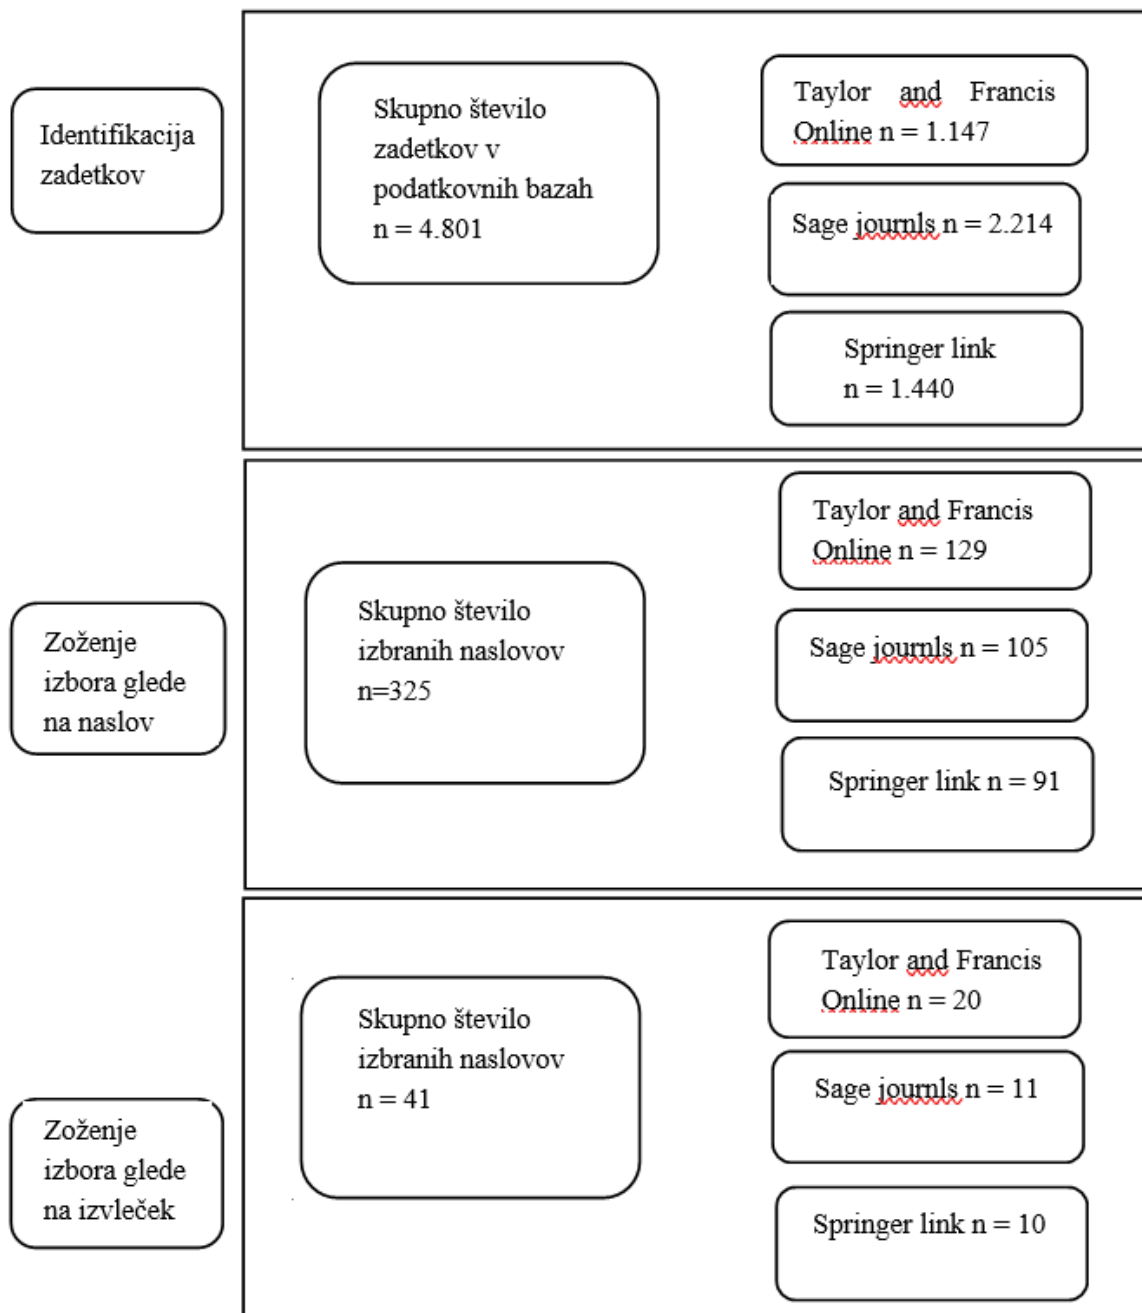 Identifikacija
zadetkov
Skupno število
zadetkov v
podatkovnih bazah
n = 4.801
Taylor and Francis
Online n = 1.147
Sage journls n = 2.214
Springer link
n = 1.440
Zoženje
izbora glede
na naslov
Skupno število
izbranih naslovov
n=325
Taylor and Francis
Online n = 129
Sage journls n = 105
Springer link n = 91
Zoženje
izbora glede
na izvleček
Skupno število
izbranih naslovov
n = 41
Taylor and Francis
Online n = 20
Sage journls n = 11
Springer link n = 10